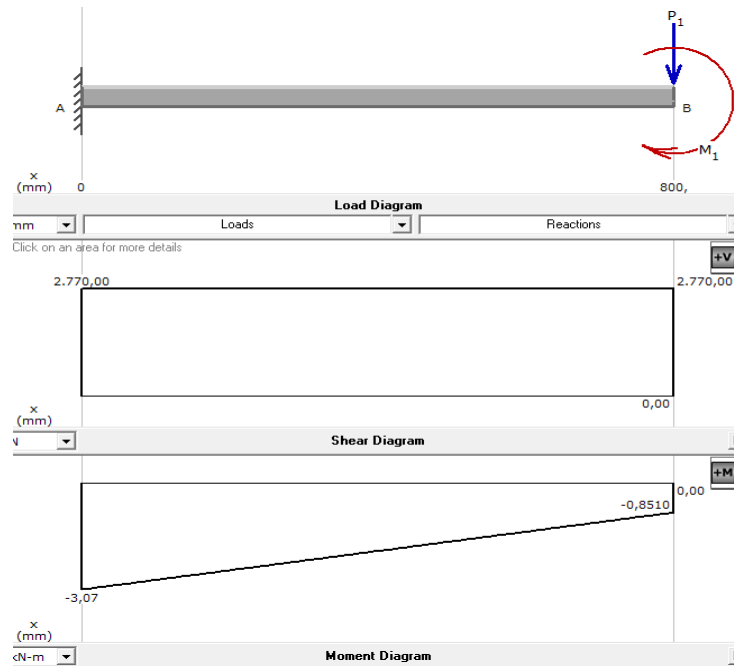 P1
A
B
M1
x
(mm)
0
800,
Load Diagram
mm
Loads
Reactions
Click on an area for more details
+V
2.770,00
2.770,00
0,00
x
(mm)
N
Shear Diagram
+M
0,00
-0,8510
-3,07
x
(mm)
kN-m
Moment Diagram